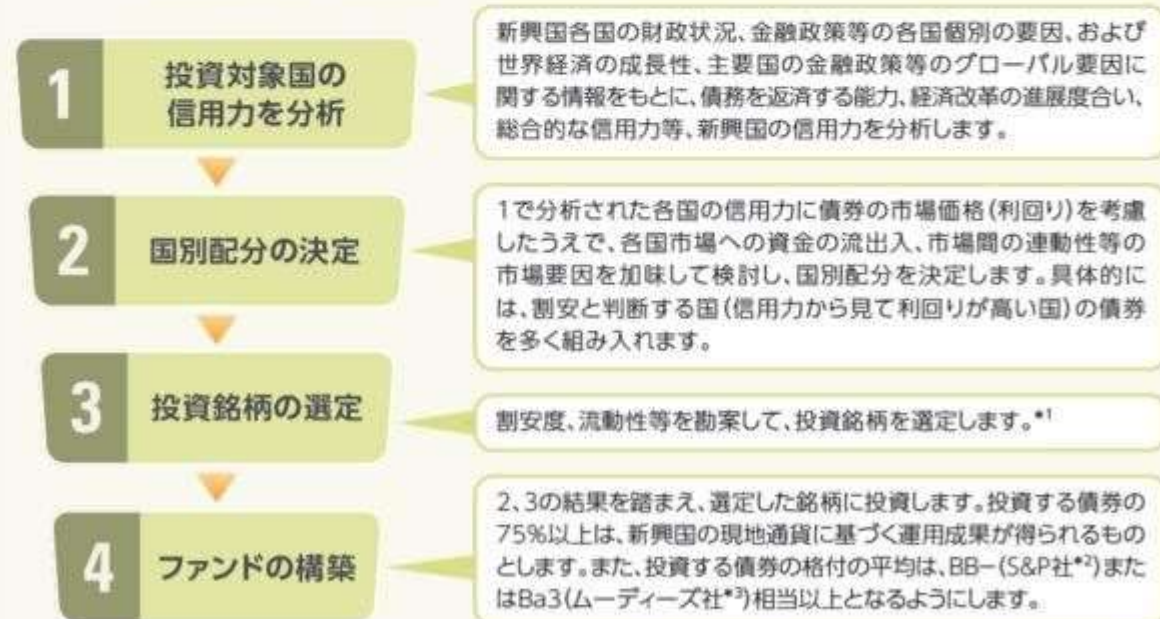 1
投資対象国の
信用力を分析
新興国各国の財政状況、金融政策等の各国個別の要因、および
世界経済の成長性、主要国の金融政策等のグローバル要因に
関する情報をもとに、債務を返済する能力、経済改革の進展度合い、
総合的な信用力等、新興国の信用力を分析します。
2
国別配分の決定
1で分析された各国の信用力に債券の市場価格(利回り)を考慮
したうえで、各国市場への資金の流出入、市場間の連動性等の
市場要因を加味して検討し、国別配分を決定します。具体的に
は、割安と判断する国(信用力から見て利回りが高い国)の債券
を多く組み入れます。
3
投資銘柄の選定
割安度、流動性等を勘案して、投資銘柄を選定します。*1
4
ファンドの構築
2、3の結果を踏まえ、選定した銘柄に投資します。投資する債券の
75%以上は、新興国の現地通貨に基づく運用成果が得られるもの
とします。また、投資する債券の格付の平均は、BB−(S&P社*2)また
はBa3(ムーディーズ社*3)相当以上となるようにします。